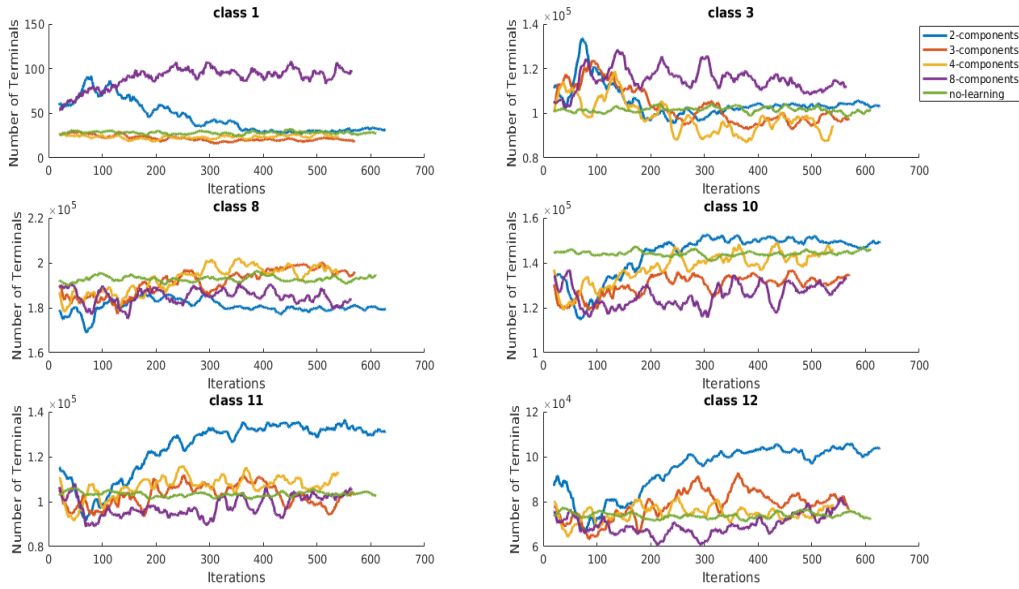 class 1
Number of Terminals
150
100
50
0
0 100 200 300 400 500 600 700
Iterations
class 3
×10^5
Number of Terminals
1.4
1.2
1
0.8
0 100 200 300 400 500 600 700
Iterations
2-components
3-components
4-components
8-components
no-learning
class 8
×10^5
Number of Terminals
2.2
2
1.8
1.6
0 100 200 300 400 500 600 700
Iterations
class 10
×10^5
Number of Terminals
1.6
1.4
1.2
1
0 100 200 300 400 500 600 700
Iterations
class 11
×10^5
Number of Terminals
1.4
1.2
1
0.8
0 100 200 300 400 500 600 700
Iterations
class 12
×10^4
Number of Terminals
12
10
8
6
0 100 200 300 400 500 600 700
Iterations